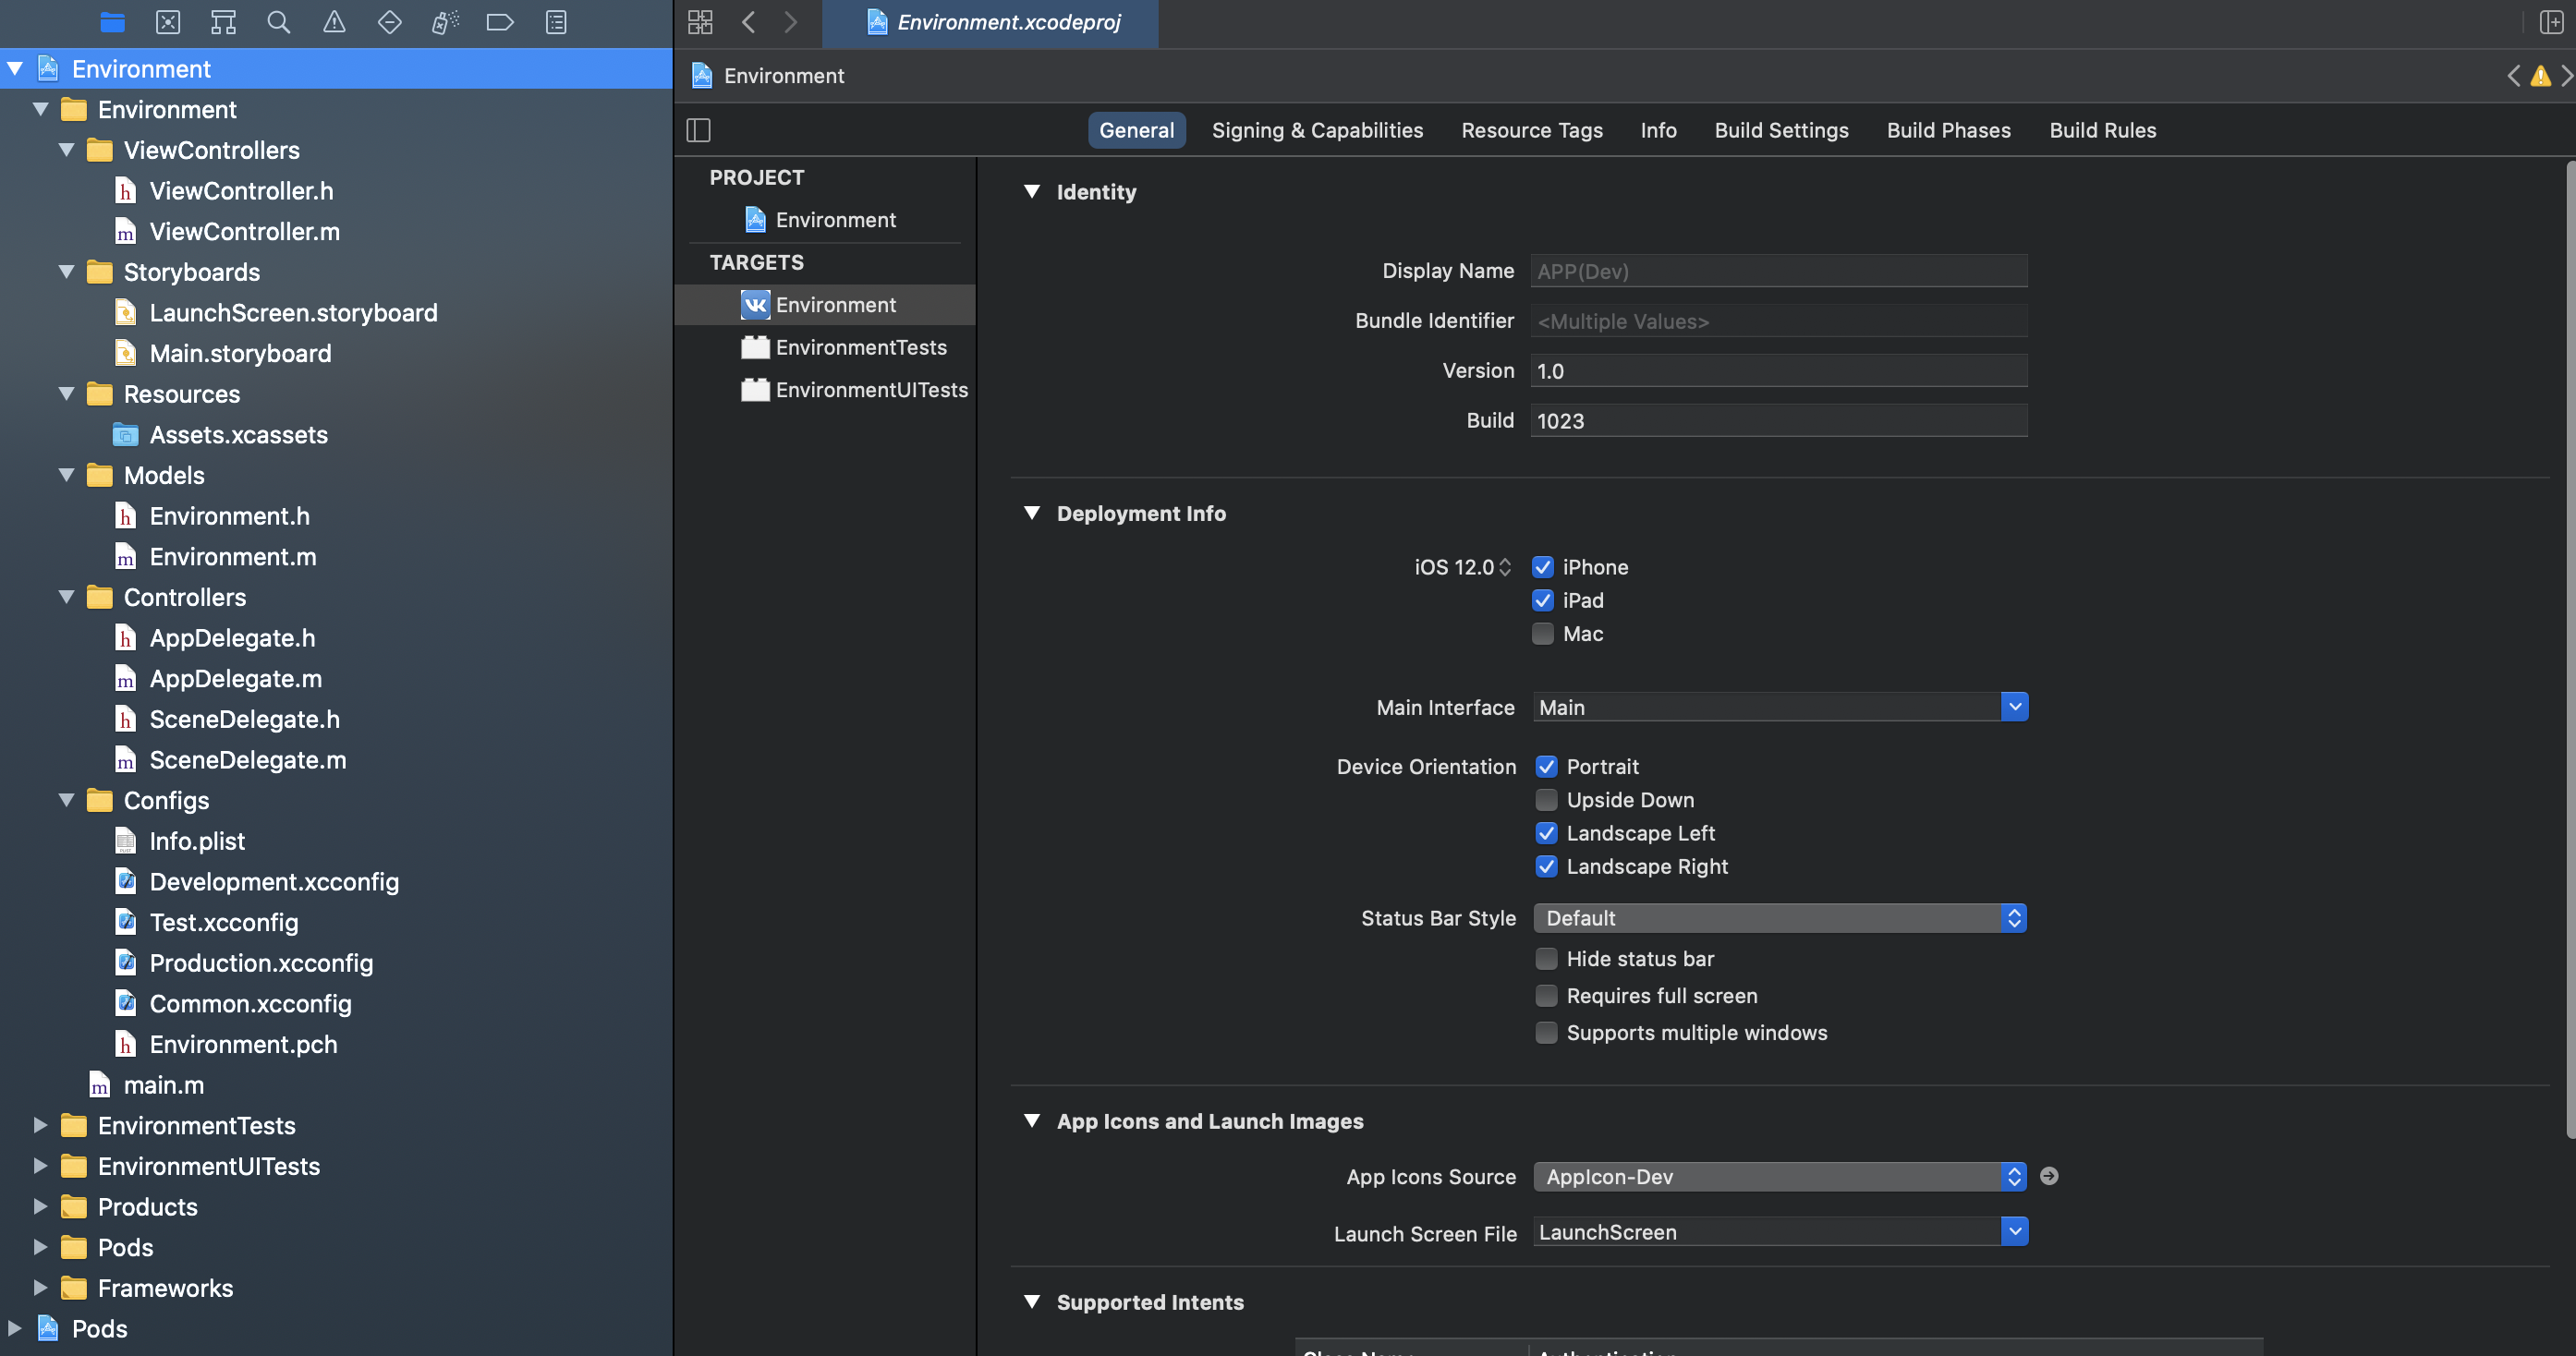 Environment
Environment
ViewControllers
ViewController.h
ViewController.m
Storyboards
LaunchScreen.storyboard
Main.storyboard
Resources
Assets.xcassets
Models
Environment.h
Environment.m
Controllers
AppDelegate.h
AppDelegate.m
SceneDelegate.h
SceneDelegate.m
Configs
Info.plist
Development.xcconfig
Test.xcconfig
Production.xcconfig
Common.xcconfig
Environment.pch
main.m
EnvironmentTests
EnvironmentUITests
Products
Pods
Frameworks
Pods
Environment.xcodeproj
Environment
General Signing & Capabilities Resource Tags Info Build Settings Build Phases Build Rules
PROJECT
Environment
TARGETS
Environment
EnvironmentTests
EnvironmentUITests
Identity
Display Name APP(Dev)
Bundle Identifier <Multiple Values>
Version 1.0
Build 1023
Deployment Info
iOS 12.0 iPhone
iPad
Mac
Main Interface Main
Device Orientation Portrait
Upside Down
Landscape Left
Landscape Right
Status Bar Style Default
Hide status bar
Requires full screen
Supports multiple windows
App Icons and Launch Images
App Icons Source AppIcon-Dev
Launch Screen File LaunchScreen
Supported Intents